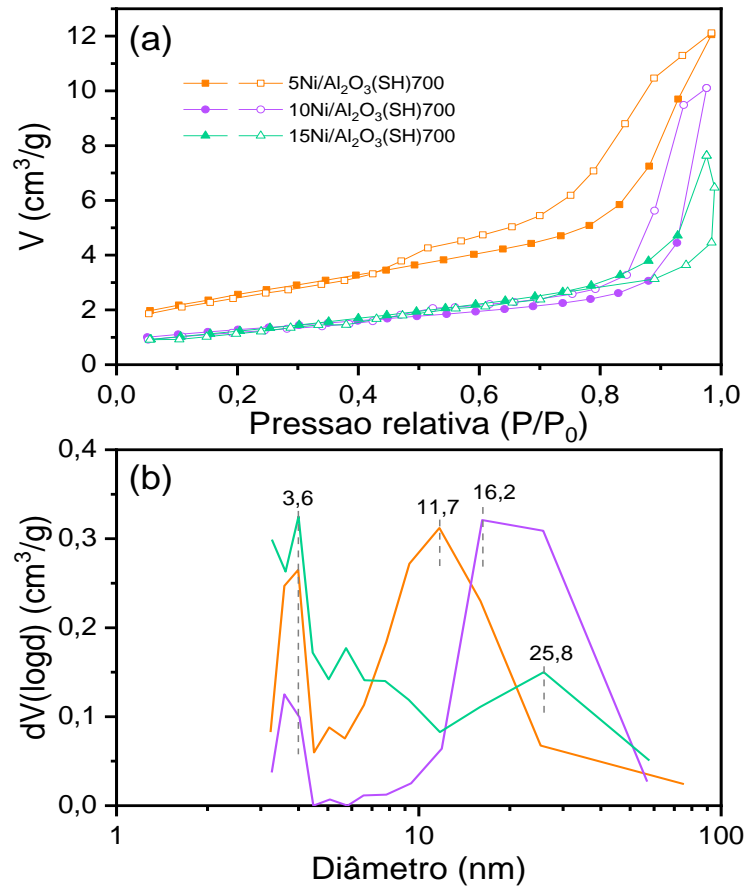 (a)
12
10
8
6
4
2
0
V (cm³/g)
5Ni/Al₂O₃(SH)700
10Ni/Al₂O₃(SH)700
15Ni/Al₂O₃(SH)700
0,0 0,2 0,4 0,6 0,8 1,0
Pressao relativa (P/P₀)
(b)
0,4
0,3
0,2
0,1
0,0
dV(logd) (cm³/g)
3,6
11,7
16,2
25,8
1 10 100
Diâmetro (nm)